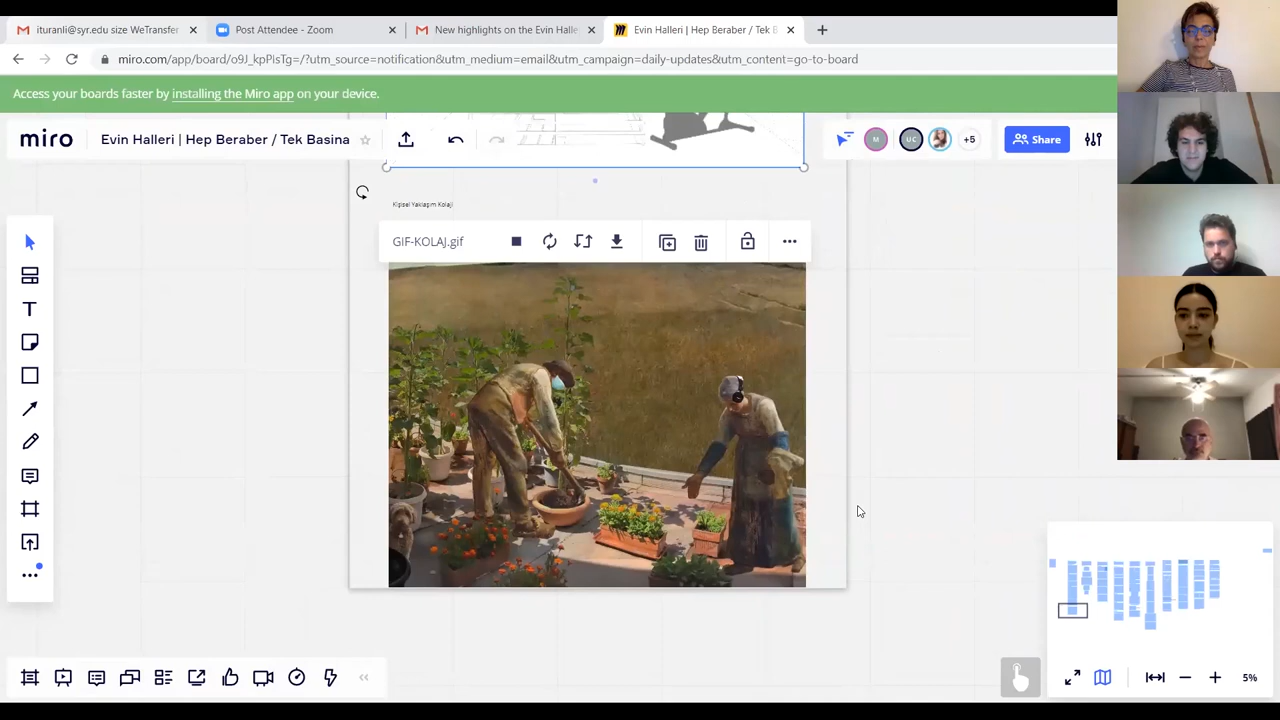 ituranli@syr.edu size WeTransfer
Post Attendee - Zoom
New highlights on the Evin Halle
Evin Halleri | Hep Beraber / Tek B
miro.com/app/board/o9J_kpPlsTg=/?utm_source=notification&utm_medium=email&utm_campaign=daily-updates&utm_content=go-to-board
Access your boards faster by installing the Miro app on your device.
miro
Evin Halleri | Hep Beraber / Tek Basina
M
UC
+5
Share
Kişisel Yaklaşım Kolajı
GIF-KOLAJ.gif
T
5%